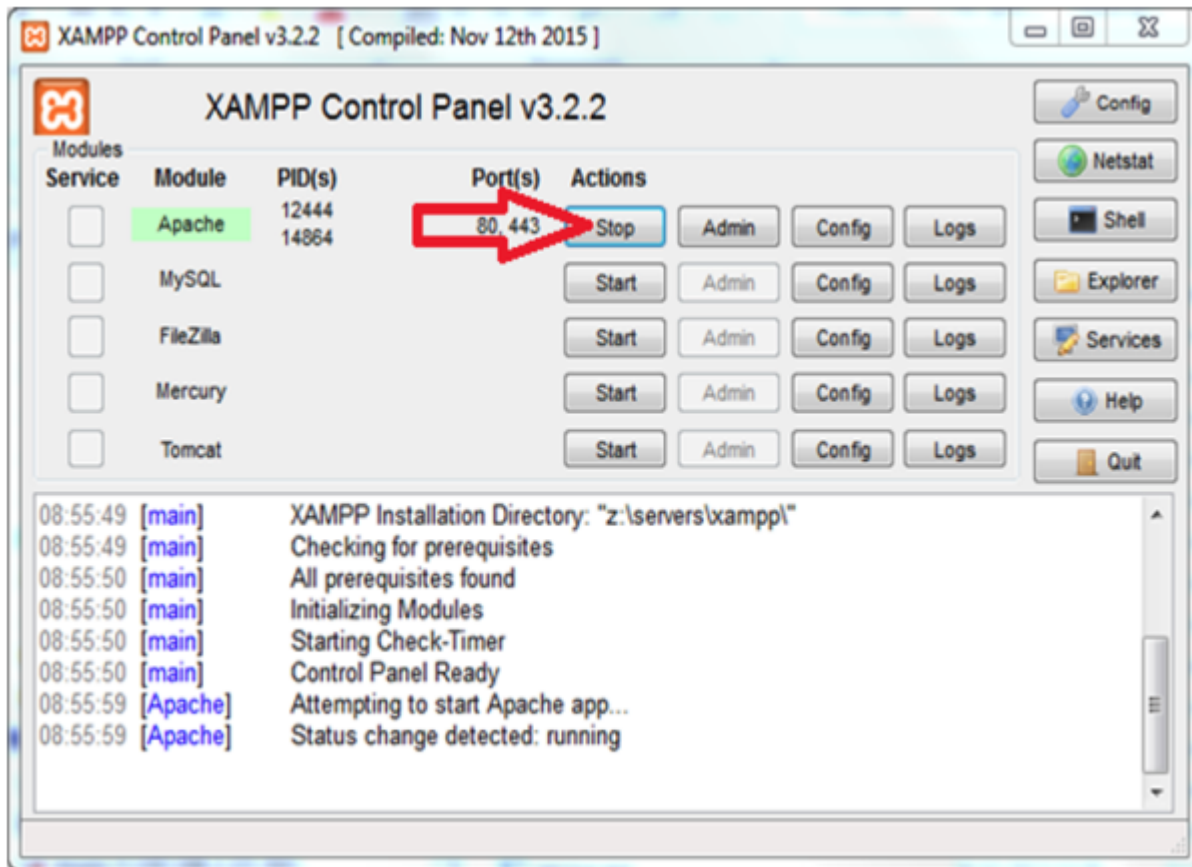 XAMPP Control Panel v3.2.2 [ Compiled: Nov 12th 2015 ]
XAMPP Control Panel v3.2.2
Config
Modules
Netstat
Service Module PID(s) Port(s) Actions
Apache 12444 14864 80, 443 Stop Admin Config Logs
Shell
MySQL Start Admin Config Logs
Explorer
FileZilla Start Admin Config Logs
Services
Mercury Start Admin Config Logs
Help
Tomcat Start Admin Config Logs
Quit
08:55:49 [main] XAMPP Installation Directory: "z:\servers\xampp\"
08:55:49 [main] Checking for prerequisites
08:55:50 [main] All prerequisites found
08:55:50 [main] Initializing Modules
08:55:50 [main] Starting Check-Timer
08:55:50 [main] Control Panel Ready
08:55:59 [Apache] Attempting to start Apache app...
08:55:59 [Apache] Status change detected: running